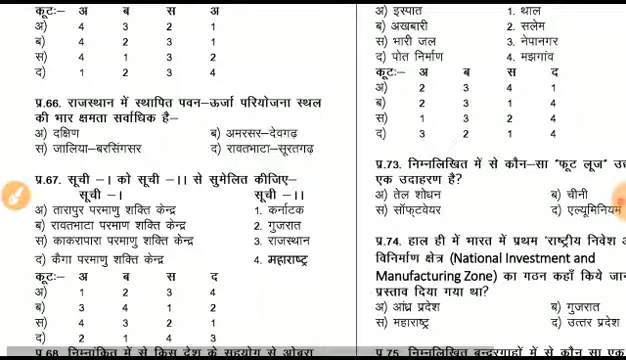 कूटः– अ ब स अ
अ) 4 3 2 1
ब) 4 2 3 1
स) 4 1 3 2
द) 1 2 3 4
प्र.66. राजस्थान में स्थापित पवन–ऊर्जा परियोजना स्थल
की भार क्षमता सर्वाधिक है–
अ) दक्षिण ब) अमरसर–देवगढ़
स) जालिया–बरसिंगसर द) रावतभाटा–सूरतगढ़
प्र.67. सूची –I को सूची –II से सुमेलित कीजिए–
सूची –I सूची –II
अ) तारापुर परमाणु शक्ति केन्द्र 1. कर्नाटक
ब) रावतभाटा परमाण शक्ति केन्द्र 2. गुजरात
स) काकरापारा परमाणु शक्ति केन्द्र 3. राजस्थान
द) कैगा परमाणु शक्ति केन्द्र 4. महाराष्ट्र
कूटः– अ ब स द
अ) 1 2 3 4
ब) 3 4 1 2
स) 4 3 2 1
द) 2 1 4 3
प्र.68. निम्नांकित में से किस देश के सहयोग से ओबरा
अ) इस्पात 1. थाल
ब) अखबारी 2. सलेम
स) भारी जल 3. नेपानगर
द) पोत निर्माण 4. मझगांव
कूटः– अ ब स द
अ) 2 3 4 1
ब) 2 3 1 4
स) 1 3 2 4
द) 3 2 1 4
प्र.73. निम्नलिखित में से कौन–सा "फूट लूज"
एक उदाहरण है?
अ) तेल शोधन ब) चीनी
स) सॉफ्टवेयर द) एल्यूमिनियम
प्र.74. हाल ही में भारत में प्रथम 'राष्ट्रीय निवेश
विनिर्माण क्षेत्र (National Investment and
Manufacturing Zone) का गठन कहाँ किये
प्रस्ताव दिया गया था?
अ) आंध्र प्रदेश ब) गुजरात
स) महाराष्ट्र द) उत्तर प्रदेश
प्र.75. निम्नलिखित बन्दरगाहों में से कौन सा एक